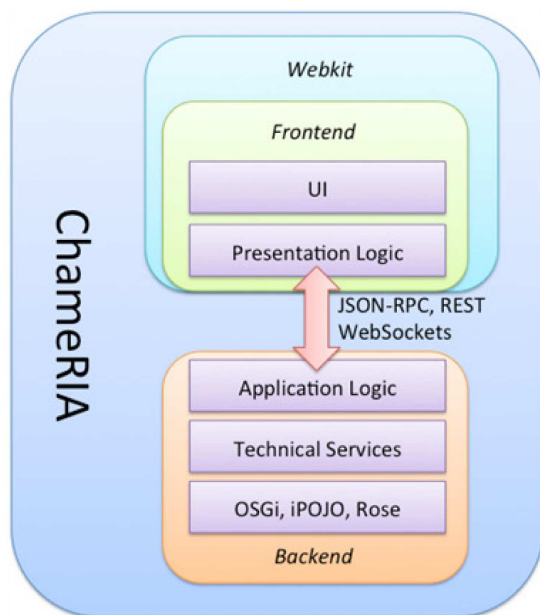 Webkit
Frontend
UI
Presentation Logic
ChameRIA
JSON-RPC, REST
WebSockets
Application Logic
Technical Services
OSGi, iPOJO, Rose
Backend